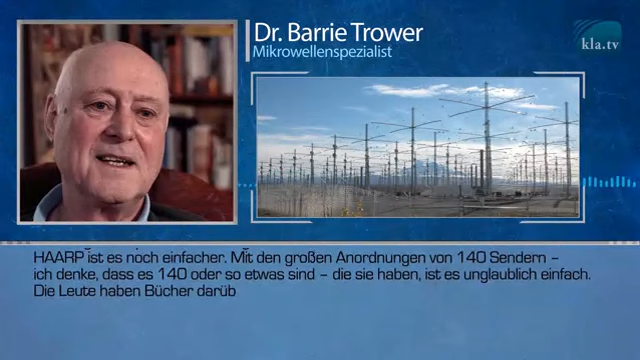 Dr. Barrie Trower
Mikrowellenspezialist
kla.tv
HAARP ist es noch einfacher. Mit den großen Anordnungen von 140 Sendern –
ich denke, dass es 140 oder so etwas sind – die sie haben, ist es unglaublich einfach.
Die Leute haben Bücher darüb